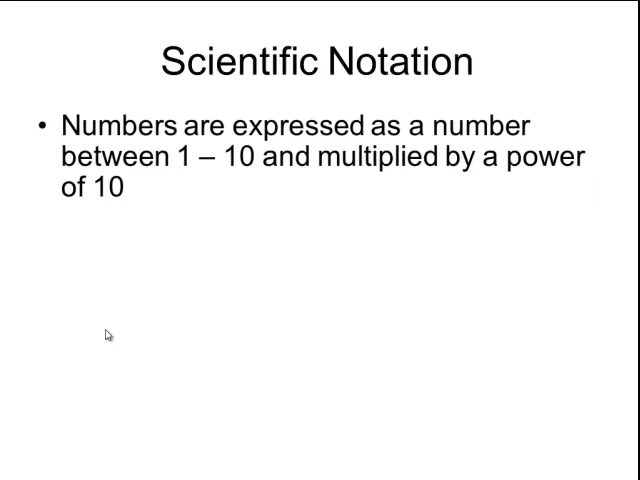 Scientific Notation
• Numbers are expressed as a number
between 1 – 10 and multiplied by a power
of 10